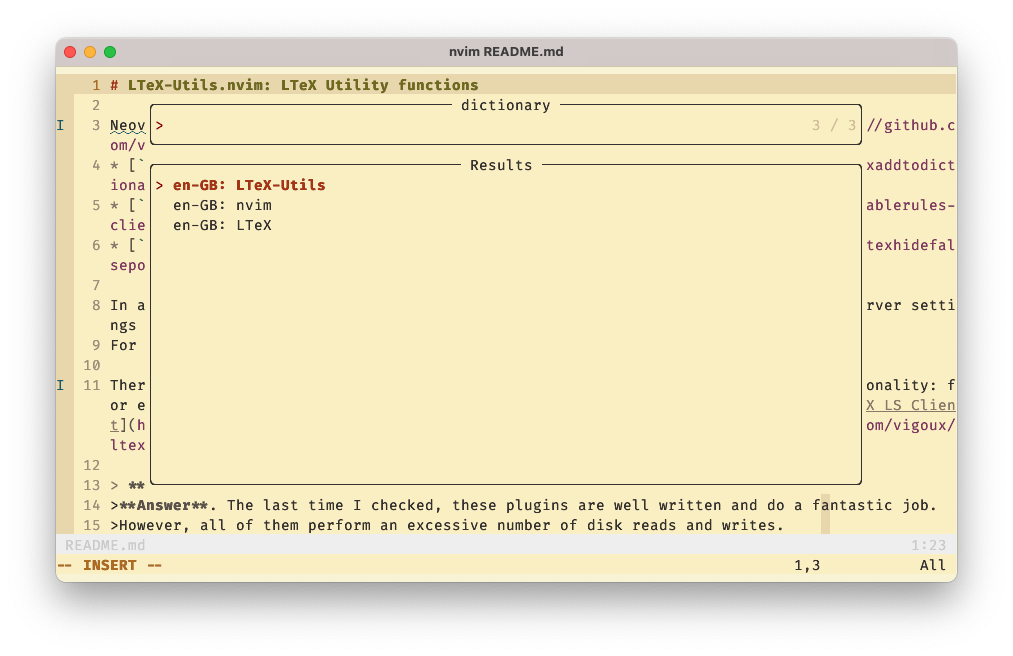 nvim README.md
1 # LTeX-Utils.nvim: LTeX Utility functions
2
dictionary
I 3 Neov > 3 / 3 //github.c
om/v
Results
4 * [` xaddtodict
iona > en-GB: LTeX-Utils
5 * [` en-GB: nvim ablerules-
clie en-GB: LTeX
6 * [` texhidefal
sepo
7
8 In a rver setti
ngs
9 For
10
I 11 Ther onality: f
or e X LS Clien
t](h om/vigoux/
ltex
12
13 > **
14 >**Answer**. The last time I checked, these plugins are well written and do a fantastic job.
15 >However, all of them perform an excessive number of disk reads and writes.
README.md 1:23
-- INSERT -- 1,3 All